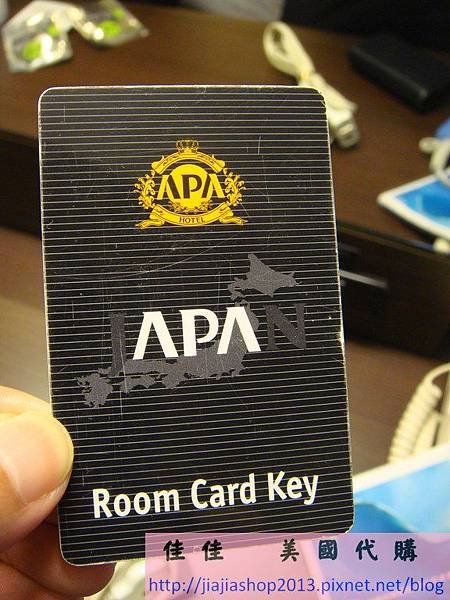 APA
HOTEL
JAPAN
Room Card Key
佳佳 美國代購
http://jiajiashop2013.pixnet.net/blog